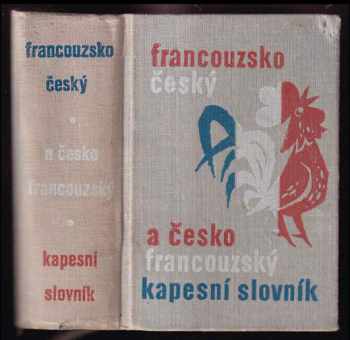 francouzsko
český
a česko
francouzský
kapesní
slovník
francouzsko
český
a česko
francouzský
kapesní slovník